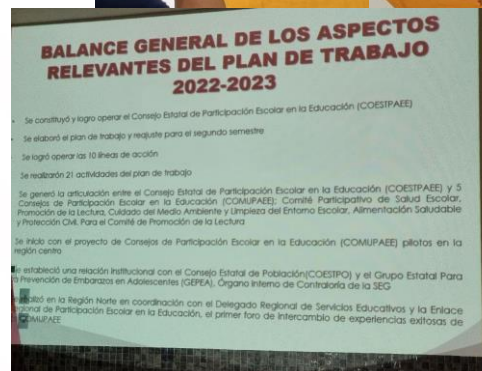 BALANCE GENERAL DE LOS ASPECTOS
RELEVANTES DEL PLAN DE TRABAJO
2022-2023
- Se constituyó y logro operar el Consejo Estatal de Participación Escolar en la Educación (COESTPAEE)
- Se elaboró el plan de trabajo y reajuste para el segundo semestre
Se logró operar las 10 líneas de acción
Se realizarón 21 actividades del plan de trabajo
Se generó la articulación entre el Consejo Estatal de Participación Escolar en la Educación (COESTPAEE) y 5
Consejos de Participación Escolar en la Educación (COMUPAEE): Comité Participativo de Salud Escolar,
Promoción de la Lectura, Cuidado del Medio Ambiente y Limpieza del Entorno Escolar, Alimentación Saludable
y Protección Civil. Para el Comité de Promoción de la Lectura
Se inicio con el proyecto de Consejos de Participación Escolar en la Educación (COMUPAEE) pilotos en la
región centro
Se estableció una relación institucional con el Consejo Estatal de Población(COESTPO) y el Grupo Estatal Para
la Prevención de Embarazos en Adolescentes (GEPEA), Órgano Interno de Contraloría de la SEG
realizó en la Región Norte en coordinación con el Delegado Regional de Servicios Educativos y la Enlace
Regional de Participación Escolar en la Educación, el primer foro de intercambio de experiencias exitosas de
COMUPAEE